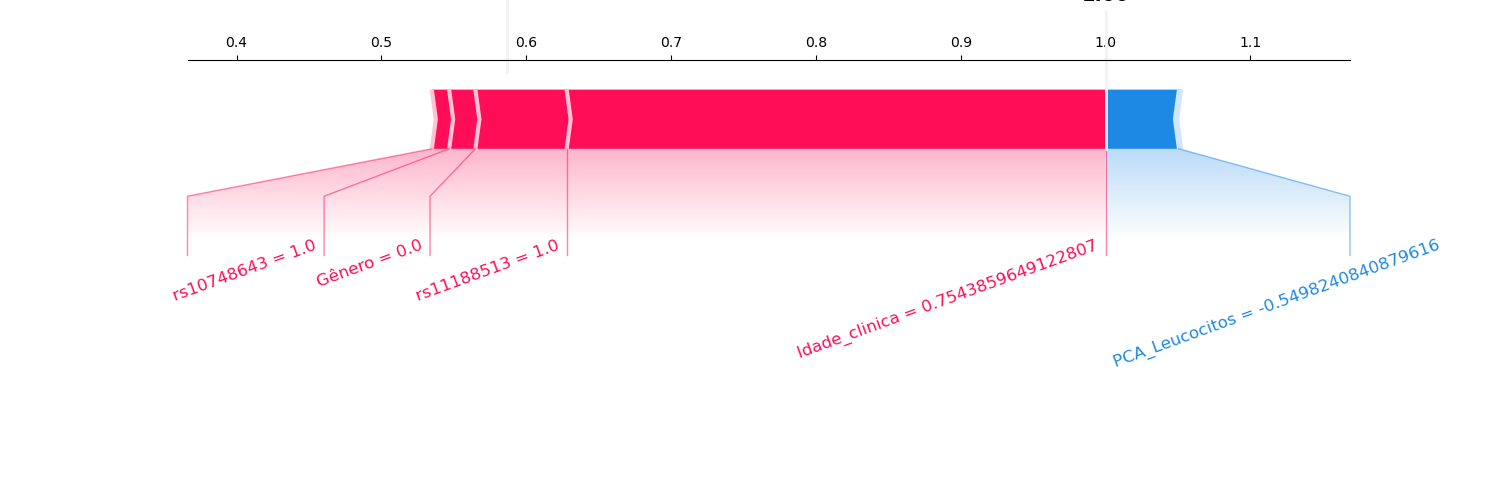 0.4 0.5 0.6 0.7 0.8 0.9 1.0 1.1
rs10748643 = 1.0
Gênero = 0.0
rs11188513 = 1.0
Idade_clínica = 0.7543859649122807
PCA_Leucocitos = -0.5498240840879616